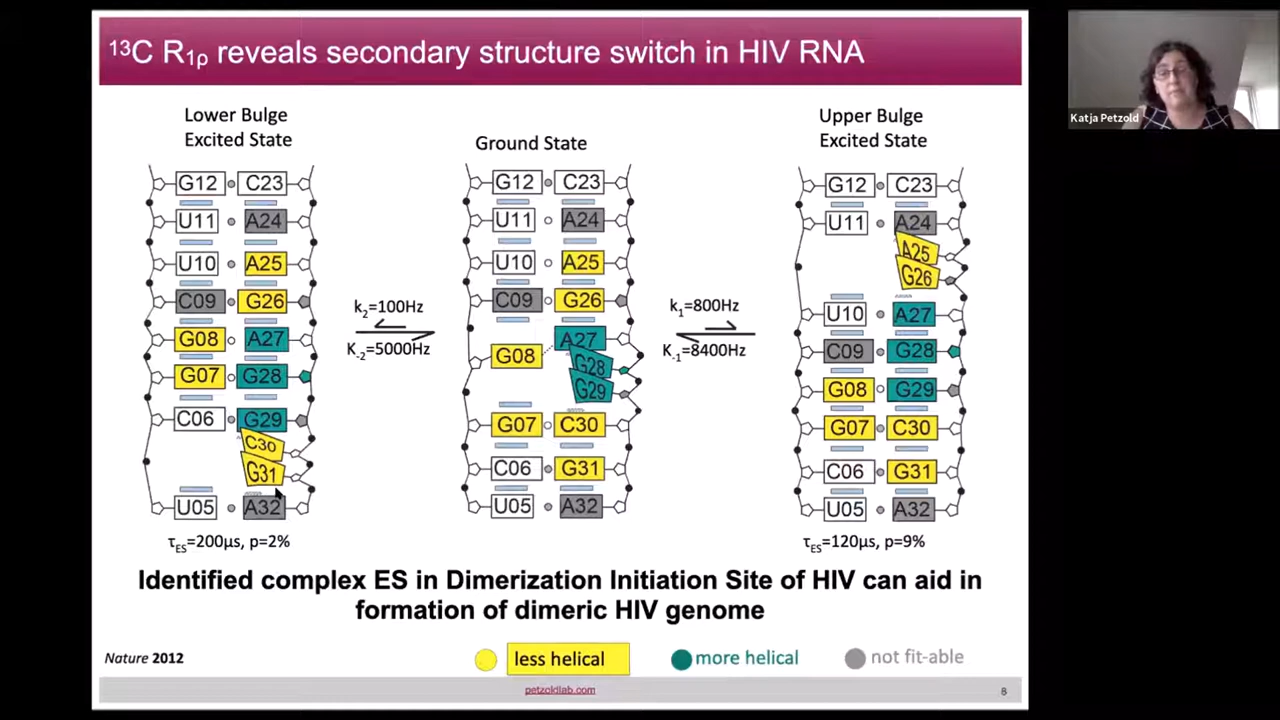 13C R1ρ reveals secondary structure switch in HIV RNA
Katja Petzold
Lower Bulge
Excited State
G12 C23
U11 A24
U10 A25
C09 G26
G08 A27
G07 G28
C06 G29
C30
G31
U05 A32
τES=200μs, p=2%
k2=100Hz
K-2=5000Hz
Ground State
G12 C23
U11 A24
U10 A25
C09 G26
A27
G08
G28
G29
G07 C30
C06 G31
U05 A32
k1=800Hz
K-1=8400Hz
Upper Bulge
Excited State
G12 C23
U11 A24
A25
G26
U10 A27
C09 G28
G08 G29
G07 C30
C06 G31
U05 A32
τES=120μs, p=9%
Identified complex ES in Dimerization Initiation Site of HIV can aid in
formation of dimeric HIV genome
Nature 2012
less helical
more helical
not fit-able
petzoldlab.com
8